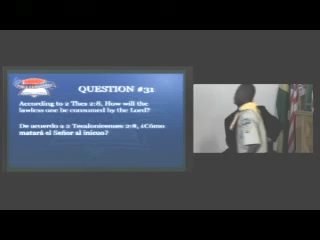 QUESTION #31
According to 2 Thes 2:8, How will the
lawless one be consumed by the Lord?
De acuerdo a 2 Tesalonicenses 2:8, ¿Cómo
matará el Señor al inicuo?